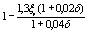 1 − 1,3ξ (1 + 0,02δ)
1 + 0,04δ